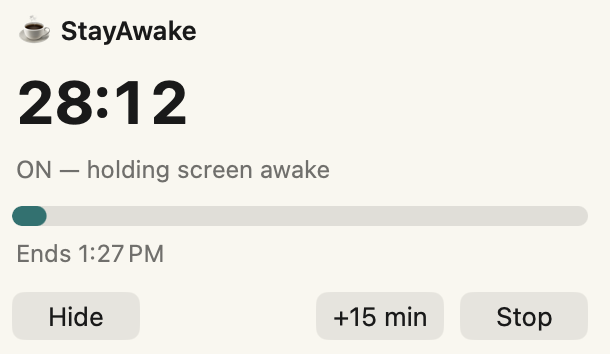 StayAwake
28:12
ON — holding screen awake
Ends 1:27 PM
Hide +15 min Stop